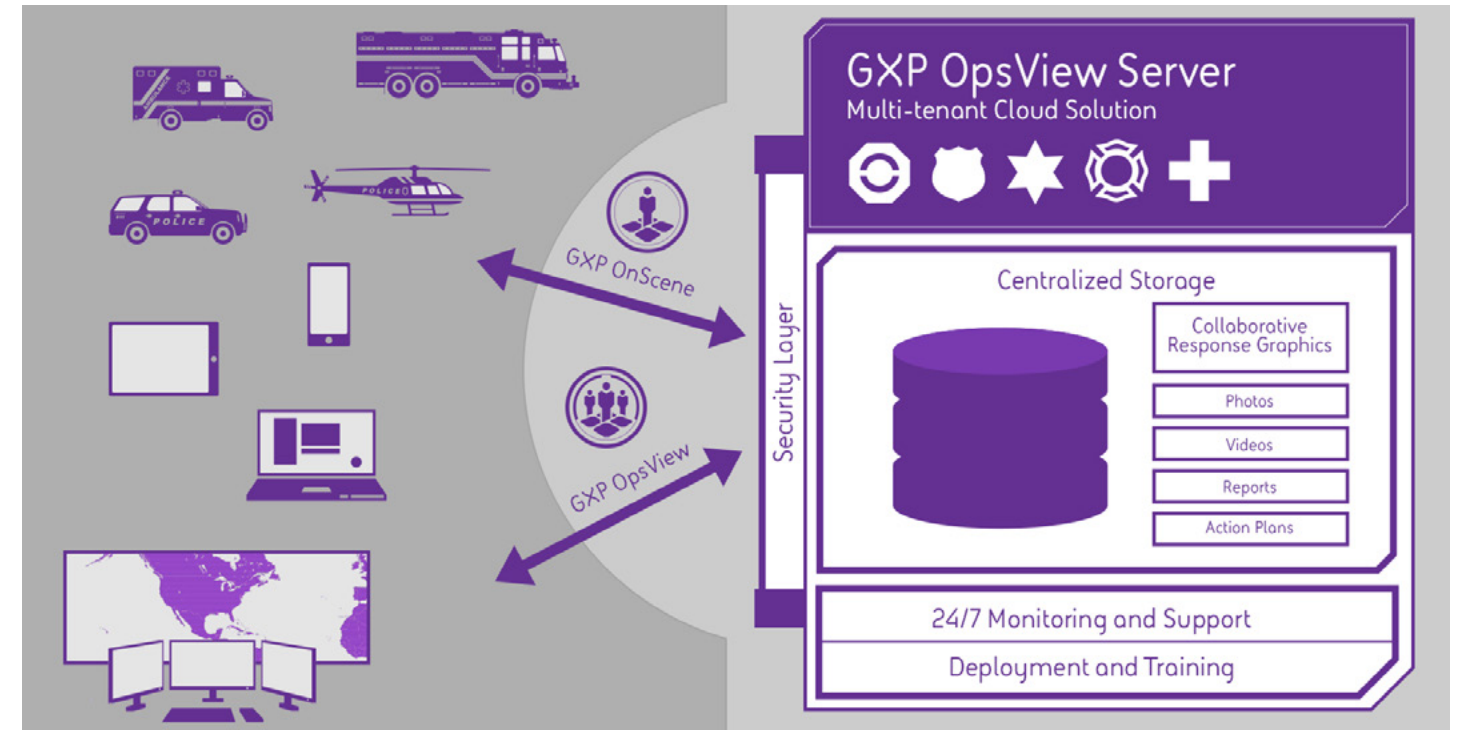 AMBULANCE
POLICE
POLICE
GXP OnScene
GXP OpsView
Security Layer
GXP OpsView Server
Multi-tenant Cloud Solution
Centralized Storage
Collaborative
Response Graphics
Photos
Videos
Reports
Action Plans
24/7 Monitoring and Support
Deployment and Training